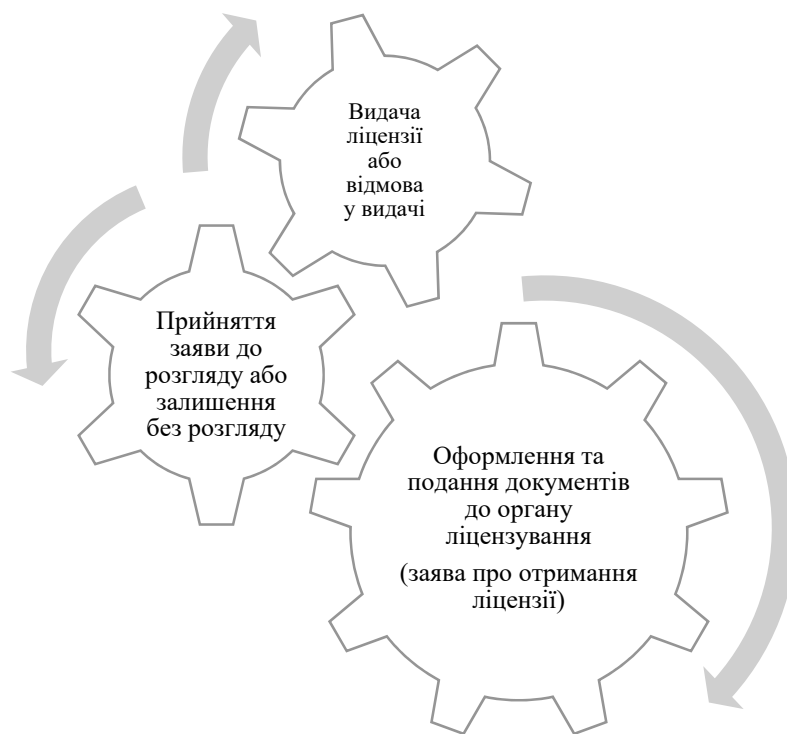 Видача
ліцензії
або
відмова
у видачі
Прийняття
заяви до
розгляду або
залишення
без розгляду
Оформлення та
подання документів
до органу
ліцензування
(заява про отримання
ліцензії)